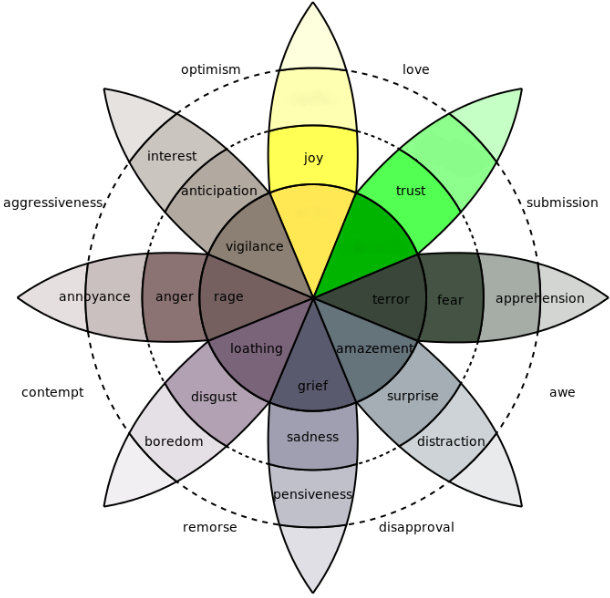 optimism
love
interest
joy
anticipation
trust
aggressiveness
submission
vigilance
annoyance
anger
rage
terror
fear
apprehension
loathing
amazement
grief
contempt
disgust
surprise
awe
boredom
sadness
distraction
pensiveness
remorse
disapproval